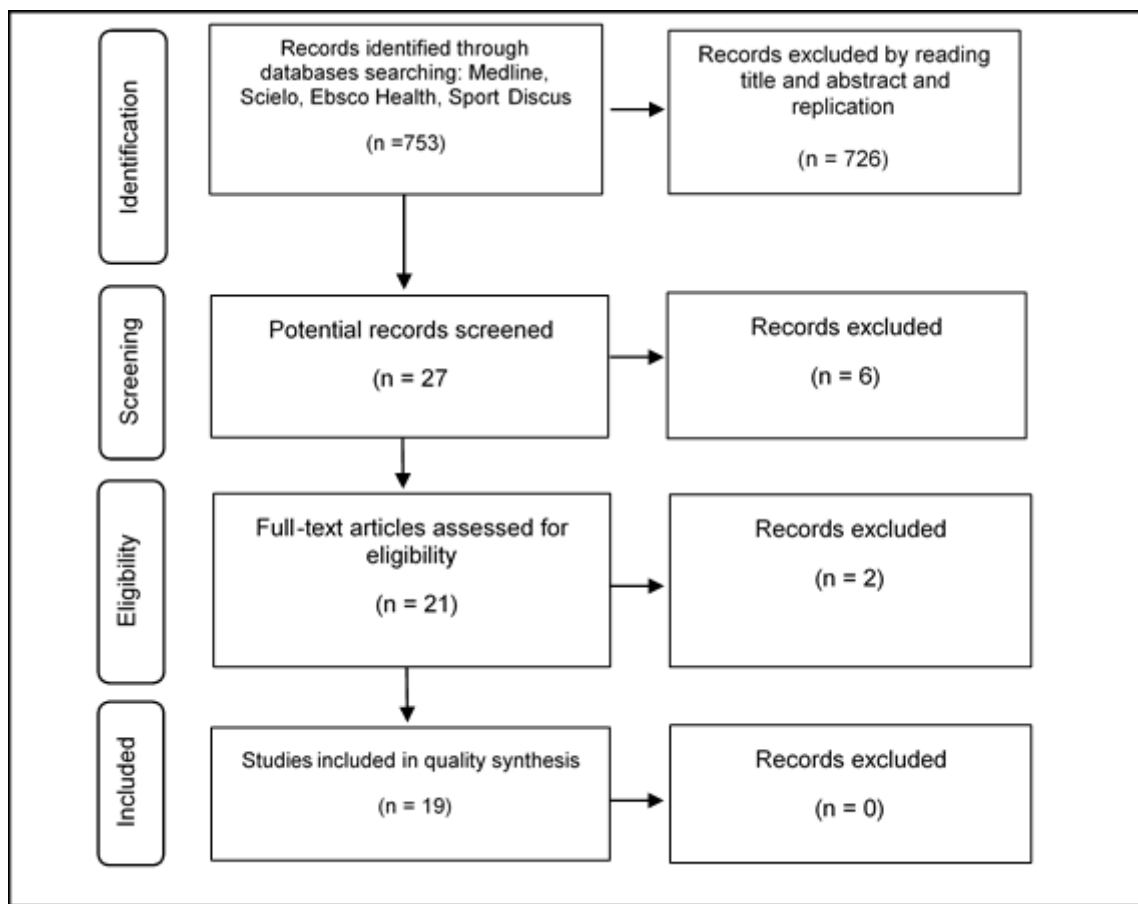 Identification
Records identified through
databases searching: Medline,
Scielo, Ebsco Health, Sport Discus
(n =753)
Records excluded by reading
title and abstract and
replication
(n = 726)
Screening
Potential records screened
(n = 27
Records excluded
(n = 6)
Eligibility
Full-text articles assessed for
eligibility
(n = 21)
Records excluded
(n = 2)
Included
Studies included in quality synthesis
(n = 19)
Records excluded
(n = 0)